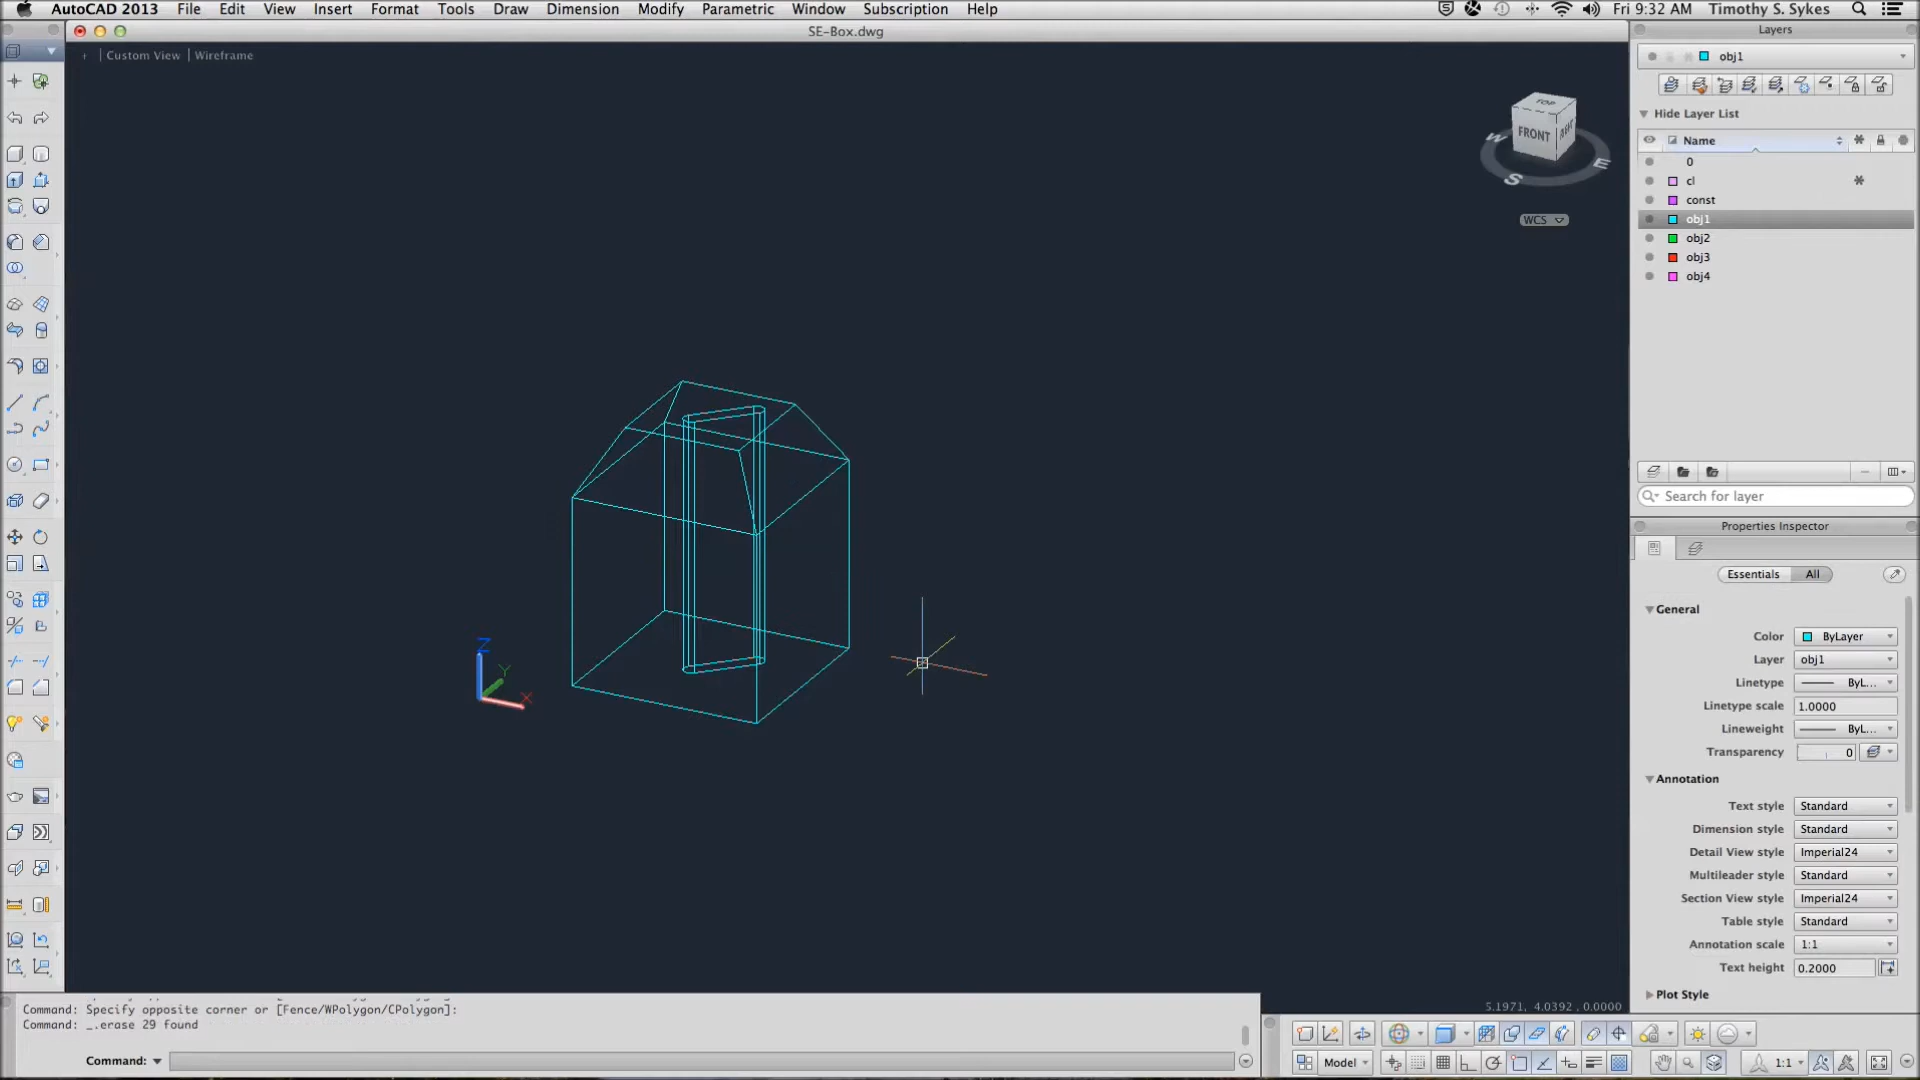 AutoCAD 2013 File Edit View Insert Format Tools Draw Dimension Modify Parametric Window Subscription Help Fri 9:32 AM Timothy S. Sykes
SE-Box.dwg
+ | Custom View | Wireframe
TOP
FRONT
RIGHT
W
S
E
WCS
Z
Y
X
5.1971, 4.0392 , 0.0000
Layers
obj1
Hide Layer List
Name
0
cl
const
obj1
obj2
obj3
obj4
Search for layer
Properties Inspector
Essentials All
General
Color ByLayer
Layer obj1
Linetype ByL...
Linetype scale 1.0000
Lineweight ByL...
Transparency 0
Annotation
Text style Standard
Dimension style Standard
Detail View style Imperial24
Multileader style Standard
Section View style Imperial24
Table style Standard
Annotation scale 1:1
Text height 0.2000
Plot Style
Command: Specify opposite corner or [Fence/WPolygon/CPolygon]:
Command: _.erase 29 found
Command:
Model
1:1